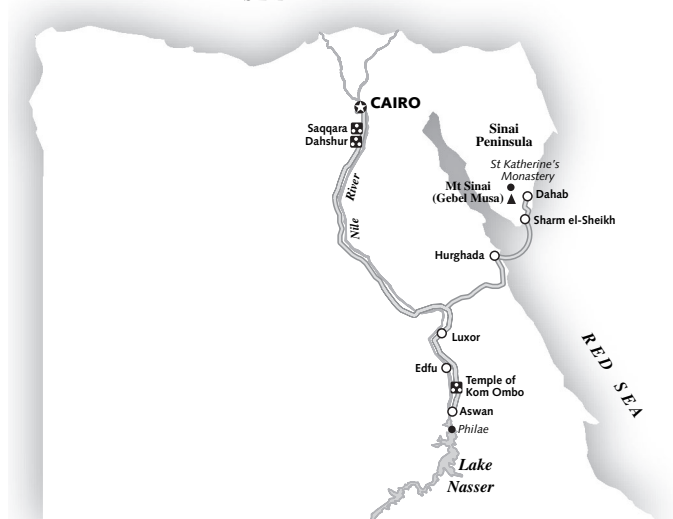 CAIRO
Saqqara
Dahshur
Sinai
Peninsula
St Katherine's
Monastery
Mt Sinai
(Gebel Musa)
Dahab
Sharm el-Sheikh
Nile River
Hurghada
Luxor
Edfu
Temple of
Kom Ombo
Aswan
Philae
Lake
Nasser
RED SEA